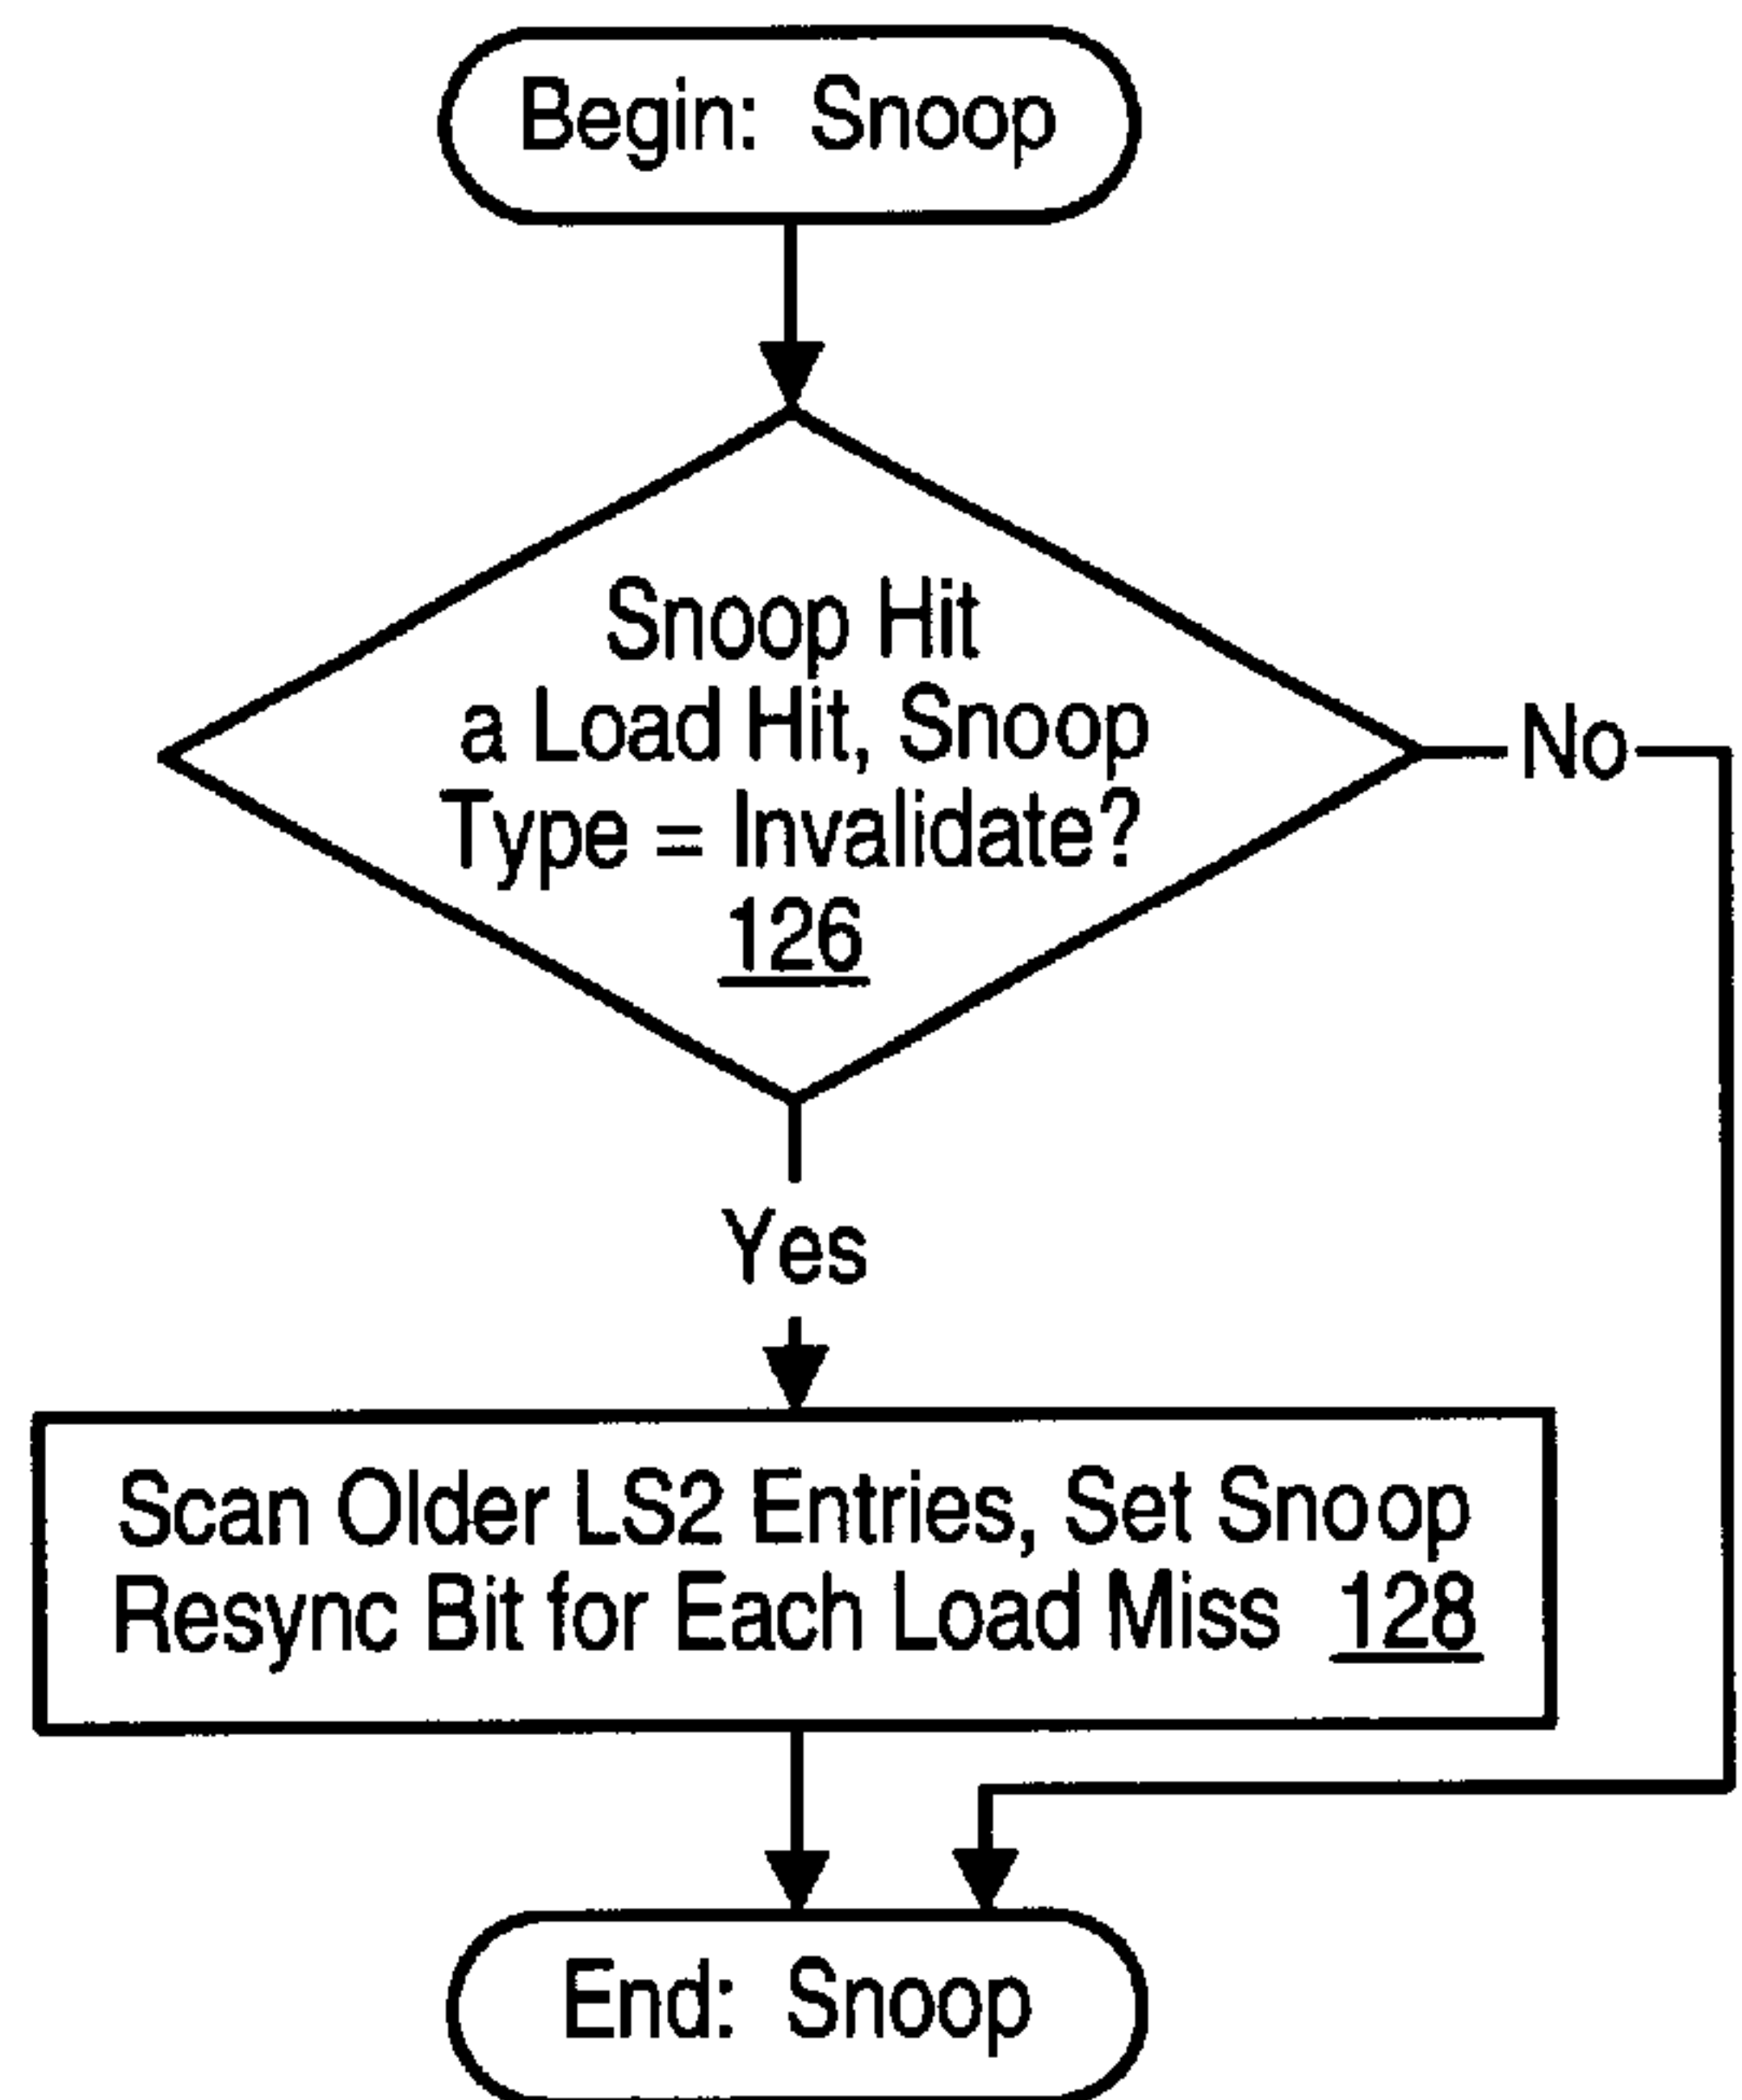 Begin: Snoop
Snoop Hit
a Load Hit, Snoop
Type = Invalidate?
126
No
Yes
Scan Older LS2 Entries, Set Snoop
Resync Bit for Each Load Miss 128
End: Snoop